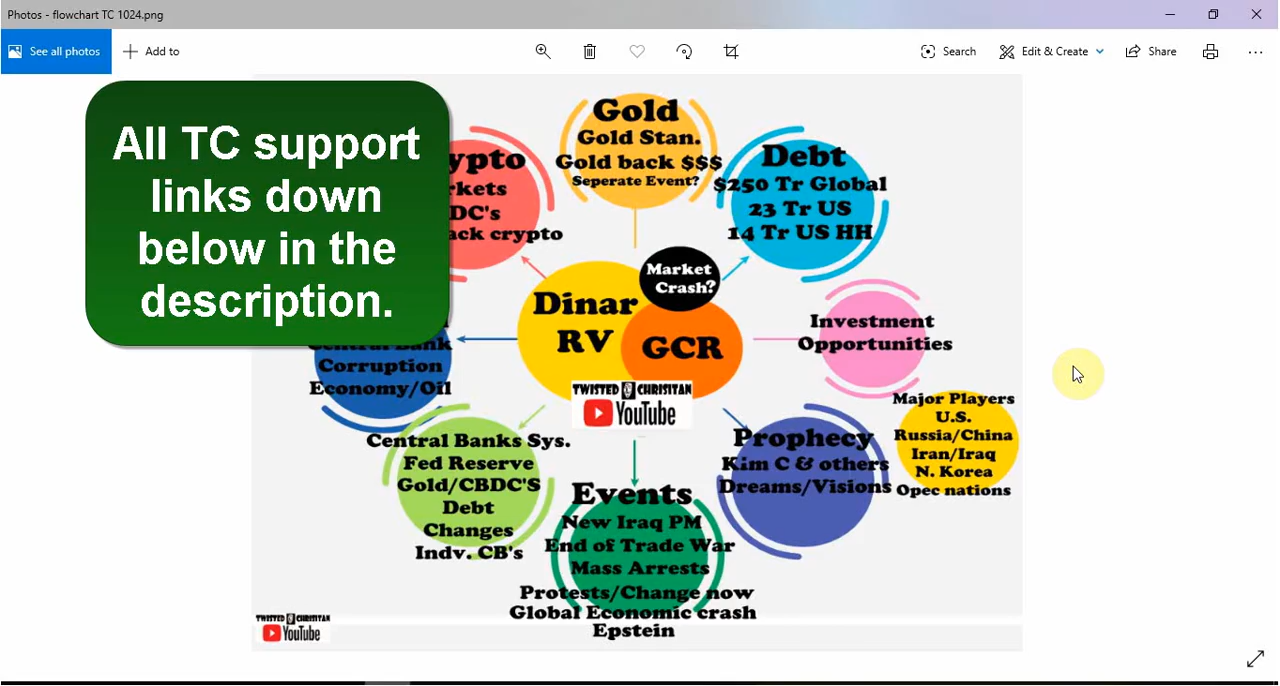 Photos - flowchart TC 1024.png
See all photos
Add to
Search
Edit & Create
Share
All TC support
links down
below in the
description.
Gold
Gold Stan.
Gold back $$$
Seperate Event?
Debt
$250 Tr Global
23 Tr US
14 Tr US HH
Market
Crash?
Dinar
RV
GCR
Investment
Opportunities
Corruption
Economy/Oil
TWISTED CHRISITAN
YouTube
Major Players
U.S.
Russia/China
Iran/Iraq
N. Korea
Opec nations
Prophecy
Kim C & others
Dreams/Visions
Central Banks Sys.
Fed Reserve
Gold/CBDC'S
Debt
Changes
Indv. CB's
Events
New Iraq PM
End of Trade War
Mass Arrests
Protests/Change now
Global Economic crash
Epstein
TWISTED CHRISITAN
YouTube